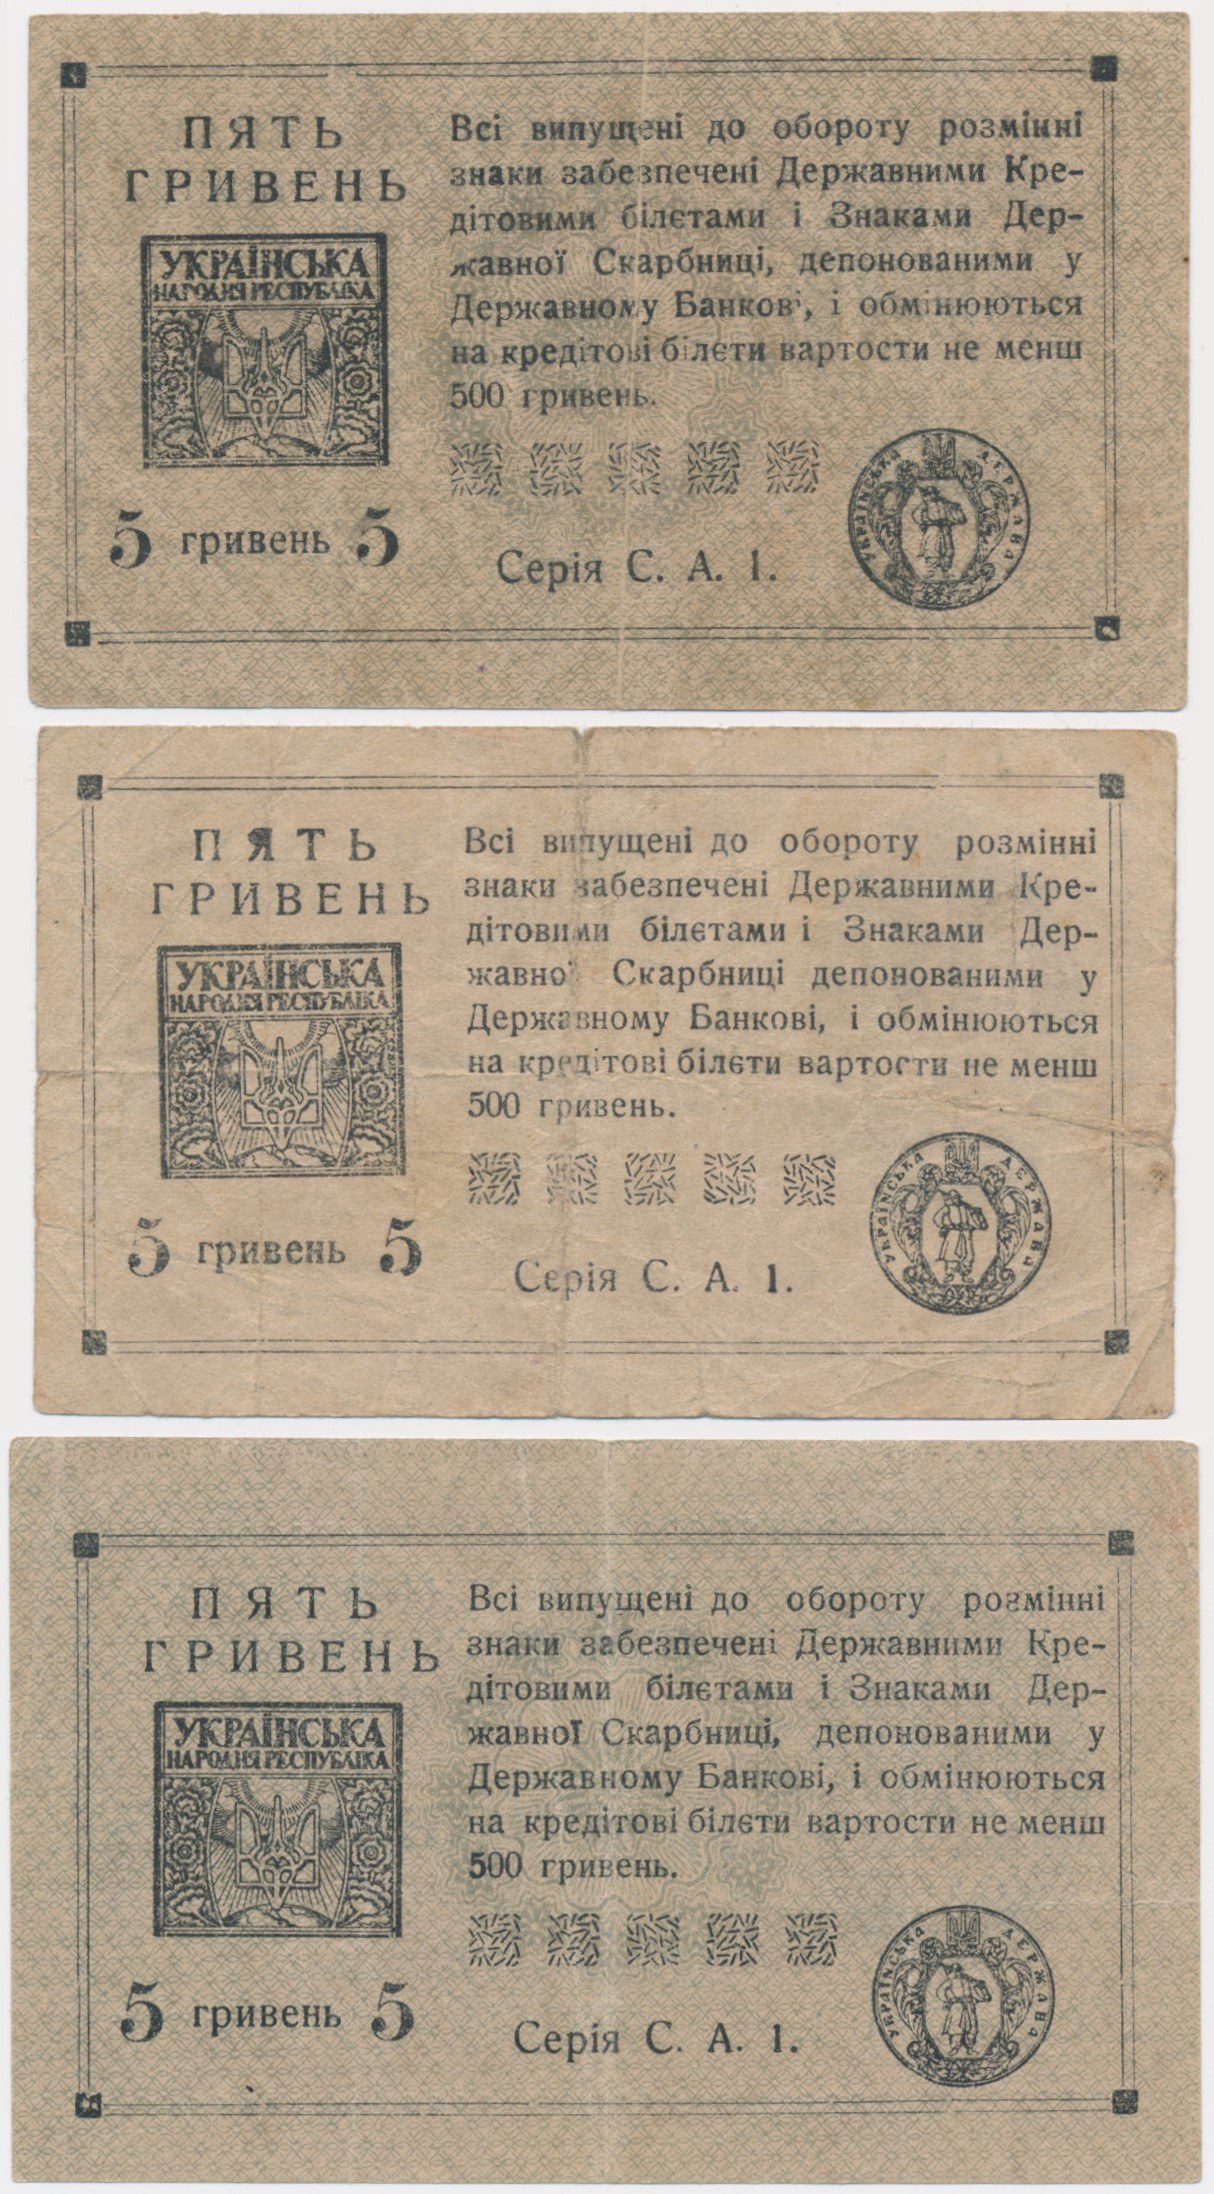 ПЯТЬ
ГРИВЕНЬ
УКРАЇНСЬКА
НАРОДНЯ РЕСПУБЛІКА
5 гривень 5
Всі випущені до обороту розмінні
знаки забезпечені Державними Кре-
дітовими білєтами і Знаками Дер-
жавної Скарбниці, депонованими у
Державному Банкові, і обмінюються
на кредітові білєти вартости не менш
500 гривень.
Серія С. А. 1.
УКРАЇНСЬКА ДЕРЖАВА
ПЯТЬ
ГРИВЕНЬ
УКРАЇНСЬКА
НАРОДНЯ РЕСПУБЛІКА
5 гривень 5
Всі випущені до обороту розмінні
знаки забезпечені Державними Кре-
дітовими білєтами і Знаками Дер-
жавної Скарбниці депонованими у
Державному Банкові, і обмінюються
на кредітові білєти вартости не менш
500 гривень.
Серія С. А. 1.
УКРАЇНСЬКА ДЕРЖАВА
ПЯТЬ
ГРИВЕНЬ
УКРАЇНСЬКА
НАРОДНЯ РЕСПУБЛІКА
5 гривень 5
Всі випущені до обороту розмінні
знаки забезпечені Державними Кре-
дітовими білєтами і Знаками Дер-
жавної Скарбниці, депонованими у
Державному Банкові, і обмінюються
на кредітові білєти вартости не менш
500 гривень.
Серія С. А. 1.
УКРАЇНСЬКА ДЕРЖАВА